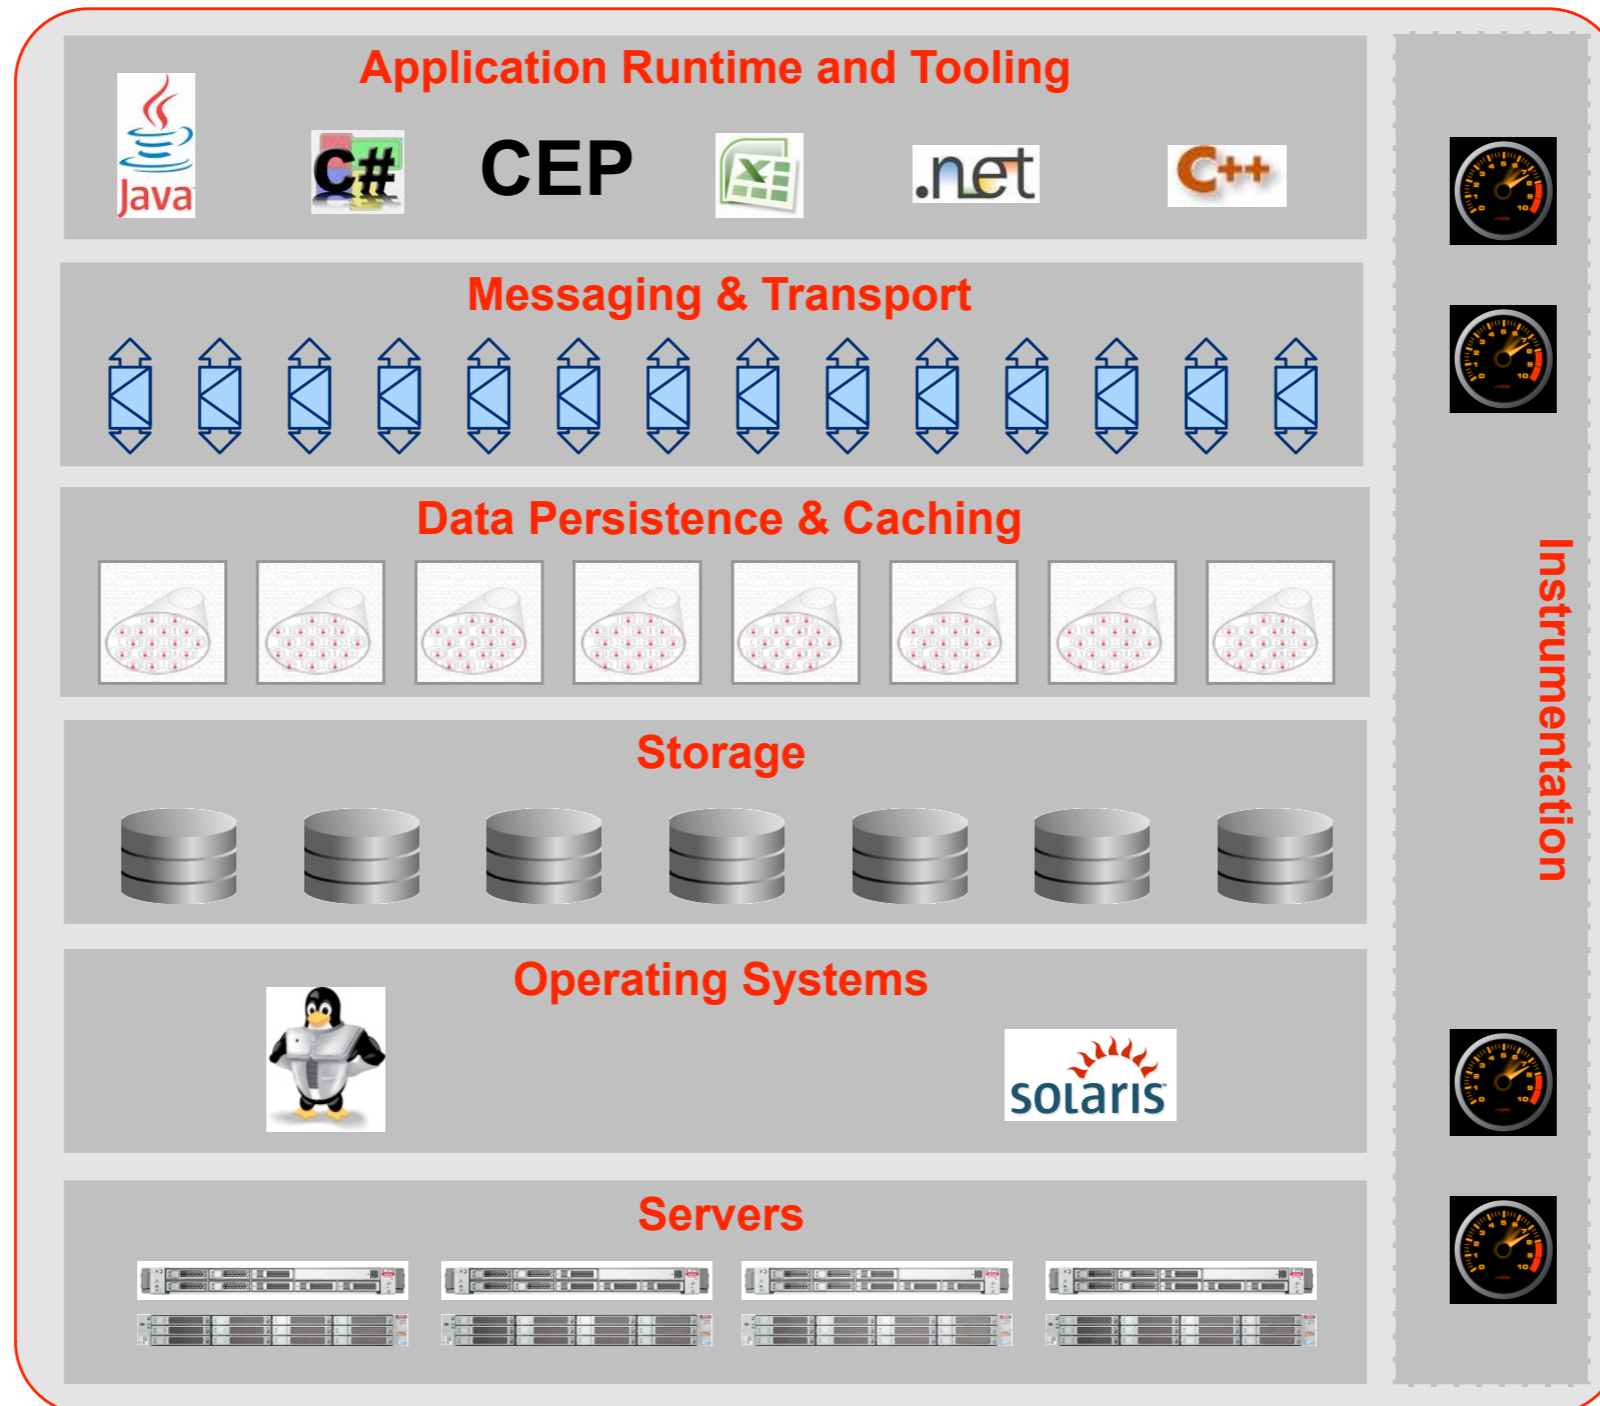 Application Runtime and Tooling
Java
C#
CEP
.net
C++
Messaging & Transport
Data Persistence & Caching
Storage
Operating Systems
solaris
Servers
Instrumentation